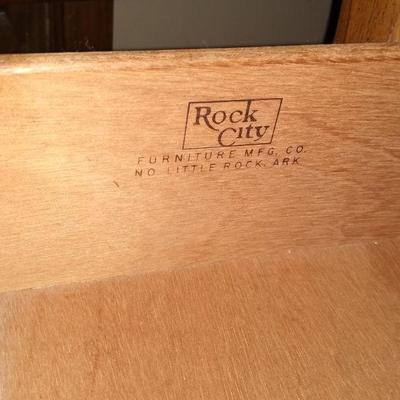 Rock
City
FURNITURE MFG. CO.
NO. LITTLE ROCK, ARK